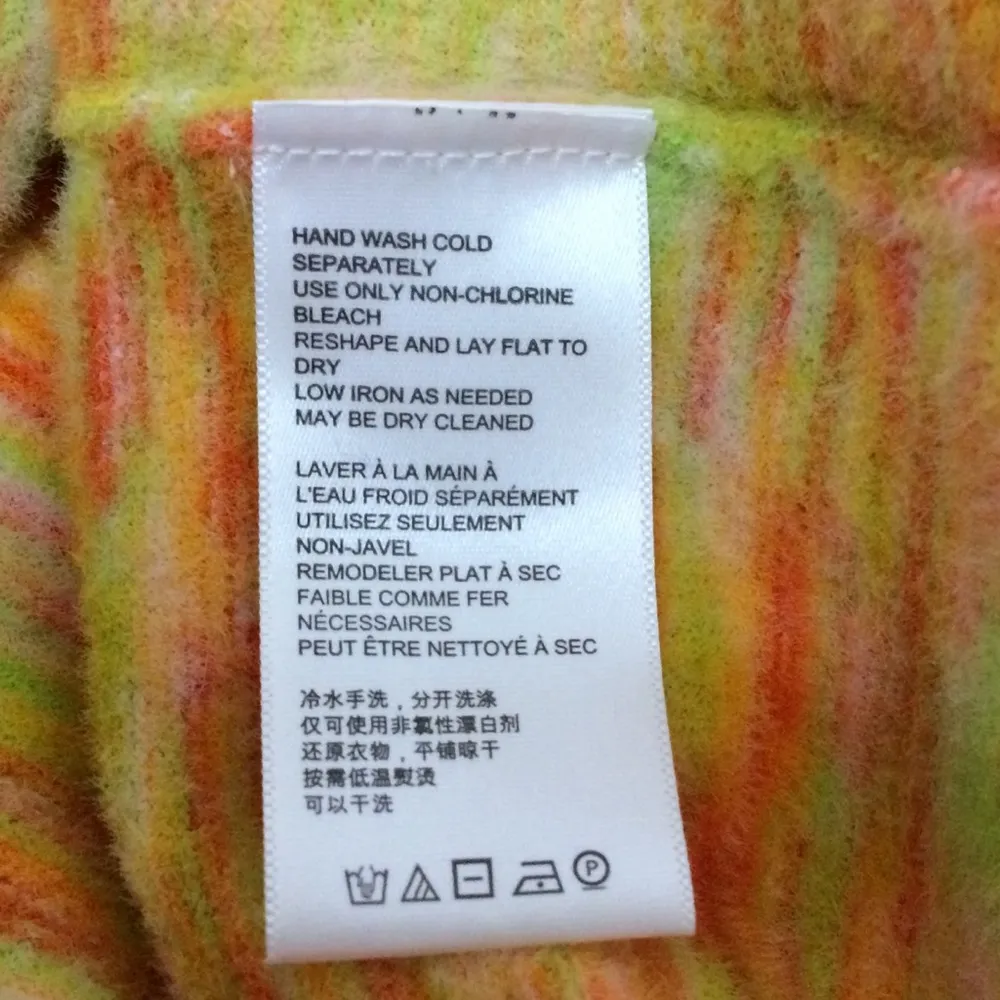 HAND WASH COLD
SEPARATELY
USE ONLY NON-CHLORINE
BLEACH
RESHAPE AND LAY FLAT TO
DRY
LOW IRON AS NEEDED
MAY BE DRY CLEANED
LAVER À LA MAIN À
L'EAU FROID SÉPARÉMENT
UTILISEZ SEULEMENT
NON-JAVEL
REMODELER PLAT À SEC
FAIBLE COMME FER
NÉCESSAIRES
PEUT ÊTRE NETTOYÉ À SEC
冷水手洗，分开洗涤
仅可使用非氯性漂白剂
还原衣物，平铺晾干
按需低温熨烫
可以干洗
P